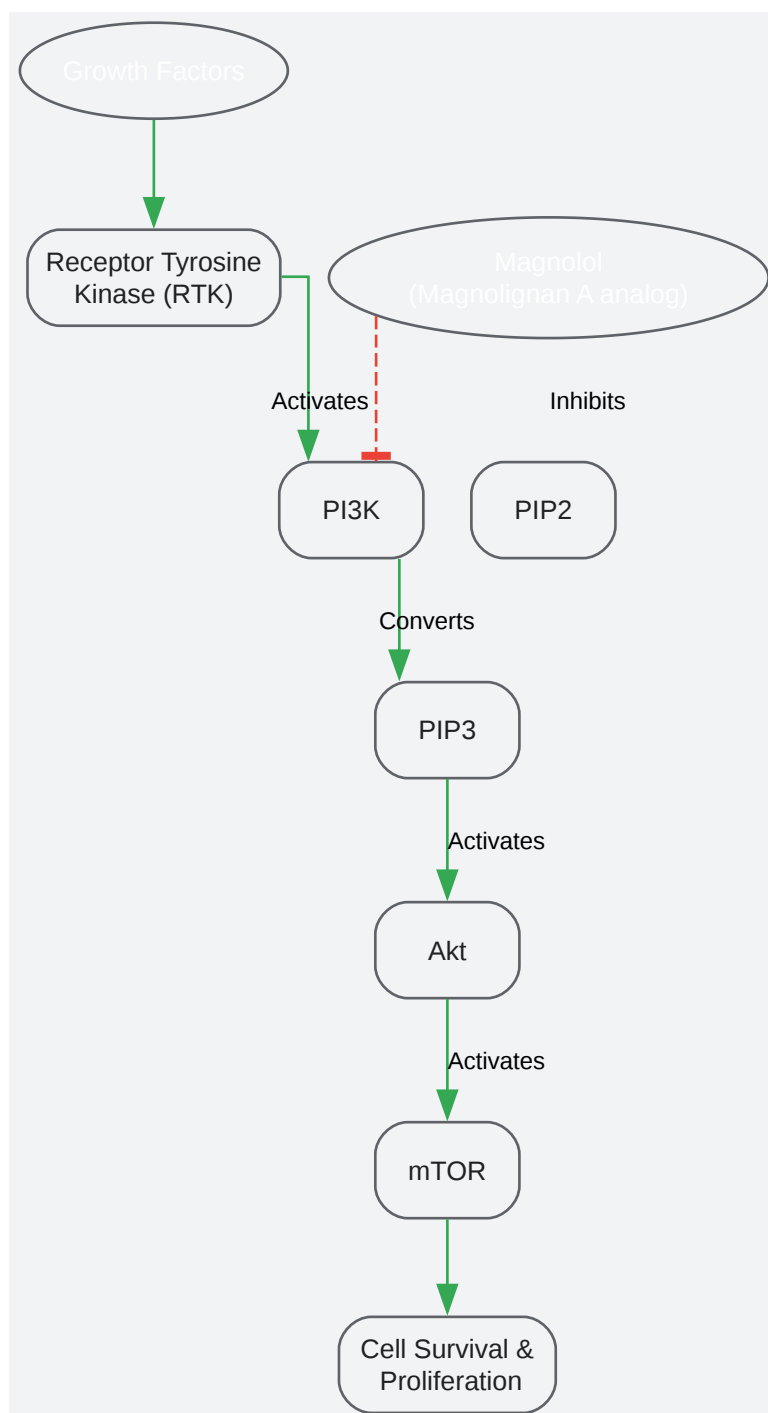 Growth Factors
Receptor Tyrosine
Kinase (RTK)
Magnolol
(Magnolignan A analog)
Activates
Inhibits
PI3K
PIP2
Converts
PIP3
Activates
Akt
Activates
mTOR
Cell Survival &
Proliferation